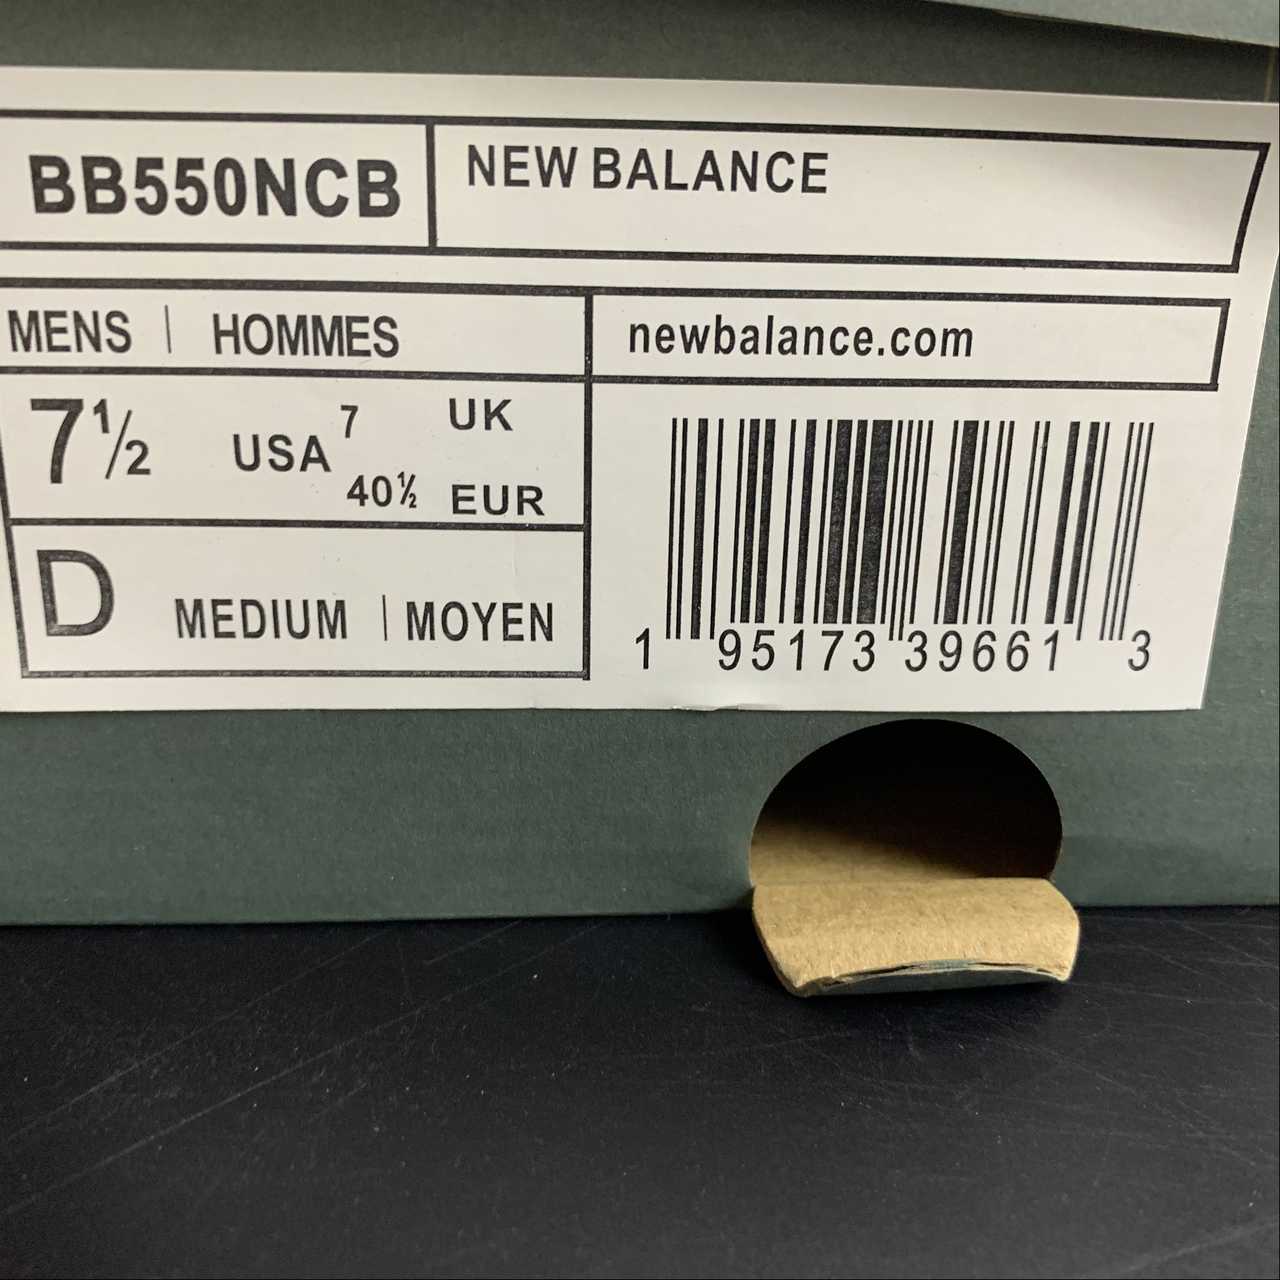 BB550NCB
NEW BALANCE
MENS | HOMMES
newbalance.com
7½ USA 7 UK
40½ EUR
D MEDIUM | MOYEN
1 95173 39661 3